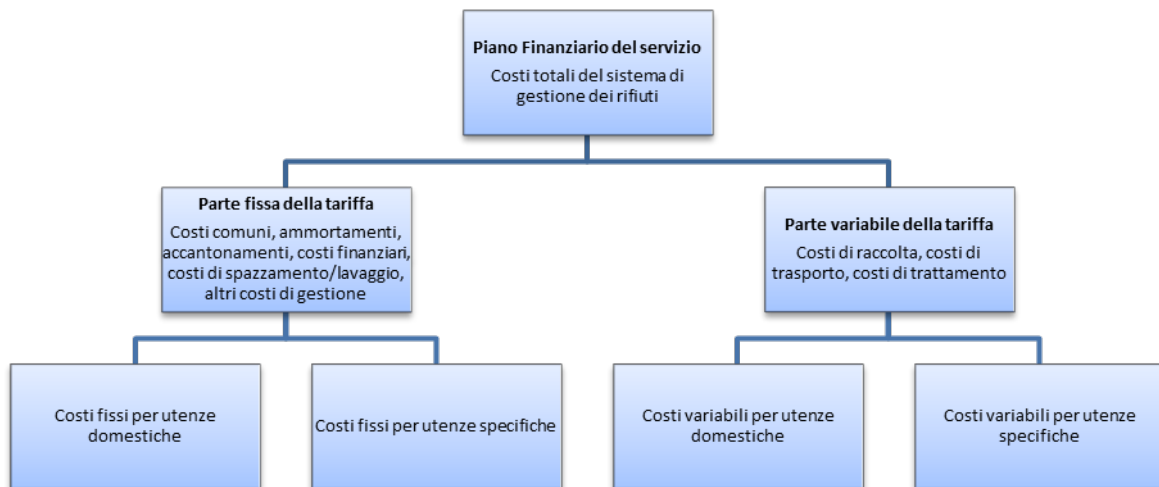 Piano Finanziario del servizio
Costi totali del sistema di
gestione dei rifiuti
Parte fissa della tariffa
Costi comuni, ammortamenti,
accantonamenti, costi finanziari,
costi di spazzamento/lavaggio,
altri costi di gestione
Parte variabile della tariffa
Costi di raccolta, costi di
trasporto, costi di trattamento
Costi fissi per utenze
domestiche
Costi fissi per utenze specifiche
Costi variabili per utenze
domestiche
Costi variabili per utenze
specifiche